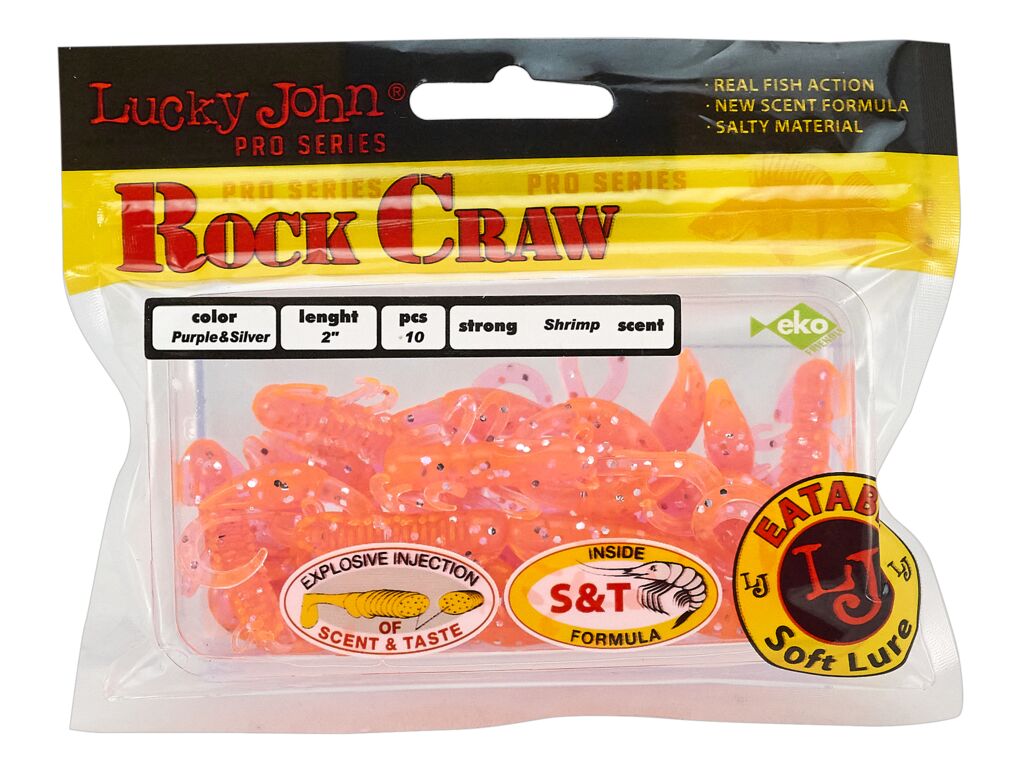 Lucky John®
PRO SERIES
· REAL FISH ACTION
· NEW SCENT FORMULA
· SALTY MATERIAL
PRO SERIES
PRO SERIES
ROCK CRAW
color
Purple&Silver
lenght
2"
pcs
10
strong Shrimp scent
eko
FRIENDLY
EXPLOSIVE INJECTION
OF
SCENT & TASTE
INSIDE
S&T
FORMULA
EATABL
LJ
LJ
LJ
Soft Lure